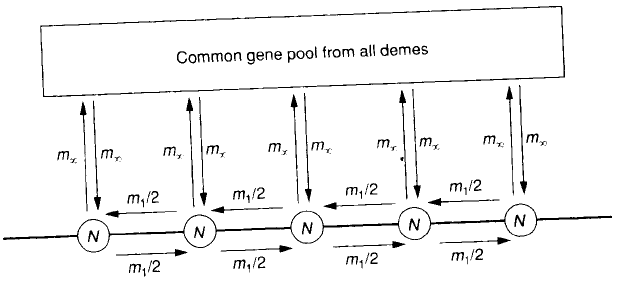 Common gene pool from all demes
m∞ m∞ m∞ m∞ m∞ m∞ m∞ m∞ m∞ m∞
m₁/2 m₁/2 m₁/2 m₁/2
N N N N N
m₁/2 m₁/2 m₁/2 m₁/2